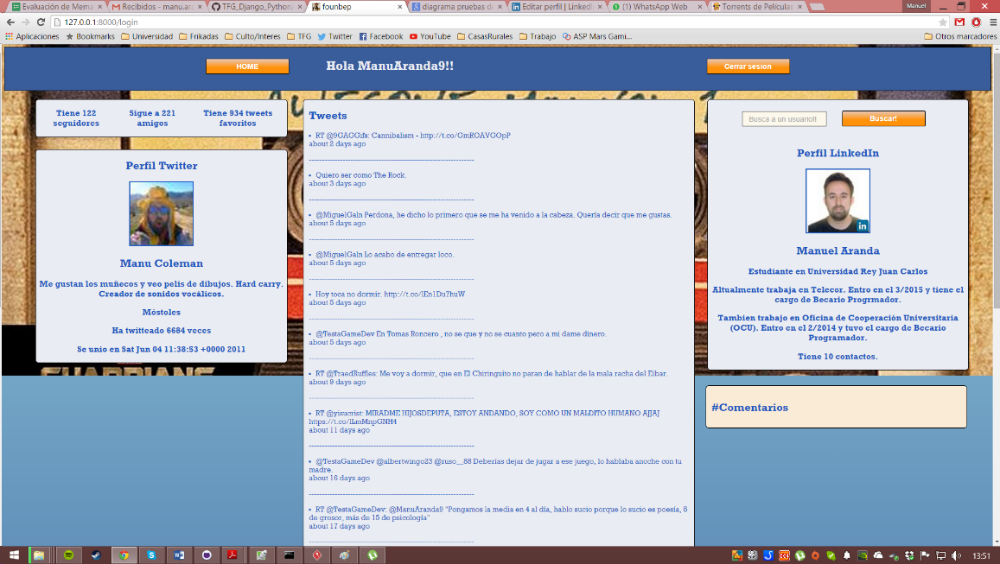 Evaluación de Mema
Recibidos - manu.ara
TFG_Django_Python/
founbep
diagrama pruebas de
Editar perfil | LinkedI
(1) WhatsApp Web
Torrents de Películas
Manuel
127.0.0.1:8000/login
Aplicaciones
Bookmarks
Universidad
Frikadas
Culto/Interes
TFG
Twitter
Facebook
YouTube
CasasRurales
Trabajo
ASP Mars Gami...
Otros marcadores
HOME
Hola ManuAranda9!!
Cerrar sesion
Tiene 122 seguidores
Sigue a 221 amigos
Tiene 934 tweets favoritos
Perfil Twitter
Manu Coleman
Me gustan los muñecos y veo pelis de dibujos. Hard carry.
Creador de sonidos vocálicos.
Móstoles
Ha twitteado 6684 veces
Se unio en Sat Jun 04 11:38:53 +0000 2011
Tweets
RT @9GAGGifs: Cannibalism - http://t.co/GmROAVGOpP
about 2 days ago
------------------------------------------------------------
Quiero ser como The Rock.
about 3 days ago
------------------------------------------------------------
@MiguelGaln Perdona, he dicho lo primero que se me ha venido a la cabeza. Quería decir que me gustas.
about 5 days ago
------------------------------------------------------------
@MiguelGaln Lo acabo de entregar loco.
about 5 days ago
------------------------------------------------------------
Hoy toca no dormir. http://t.co/lEn1Du7huW
about 5 days ago
------------------------------------------------------------
@TestaGameDev En Tomas Roncero , no se que y no se cuanto pero a mi dame dinero.
about 5 days ago
------------------------------------------------------------
RT @TraedRuffles: Me voy a dormir, que en El Chiringuito no paran de hablar de la mala racha del Eibar.
about 9 days ago
------------------------------------------------------------
RT @yisucrist: MIRADME HIJOSDEPUTA, ESTOY ANDANDO, SOY COMO UN MALDITO HUMANO AJJAJ
https://t.co/lLmMnpGNH4
about 11 days ago
------------------------------------------------------------
@TestaGameDev @albertwingo23 @ruso__88 Deberías dejar de jugar a ese juego, lo hablaba anoche con tu
madre.
about 16 days ago
------------------------------------------------------------
RT @TestaGameDev: @ManuAranda9 "Pongamos la media en 4 al día, hablo sucio porque lo sucio es poesía, 5
de grosor, más de 15 de psicología"
about 17 days ago
------------------------------------------------------------
Busca a un usuario!!
Buscar!
Perfil LinkedIn
in
Manuel Aranda
Estudiante en Universidad Rey Juan Carlos
Altualmente trabaja en Telecor. Entro en el 3/2015 y tiene el
cargo de Becario Progrmador.
Tambien trabajo en Oficina de Cooperación Universitaria
(OCU). Entro en el 2/2014 y tuvo el cargo de Becario
Programador.
Tiene 10 contactos.
#Comentarios
13:51